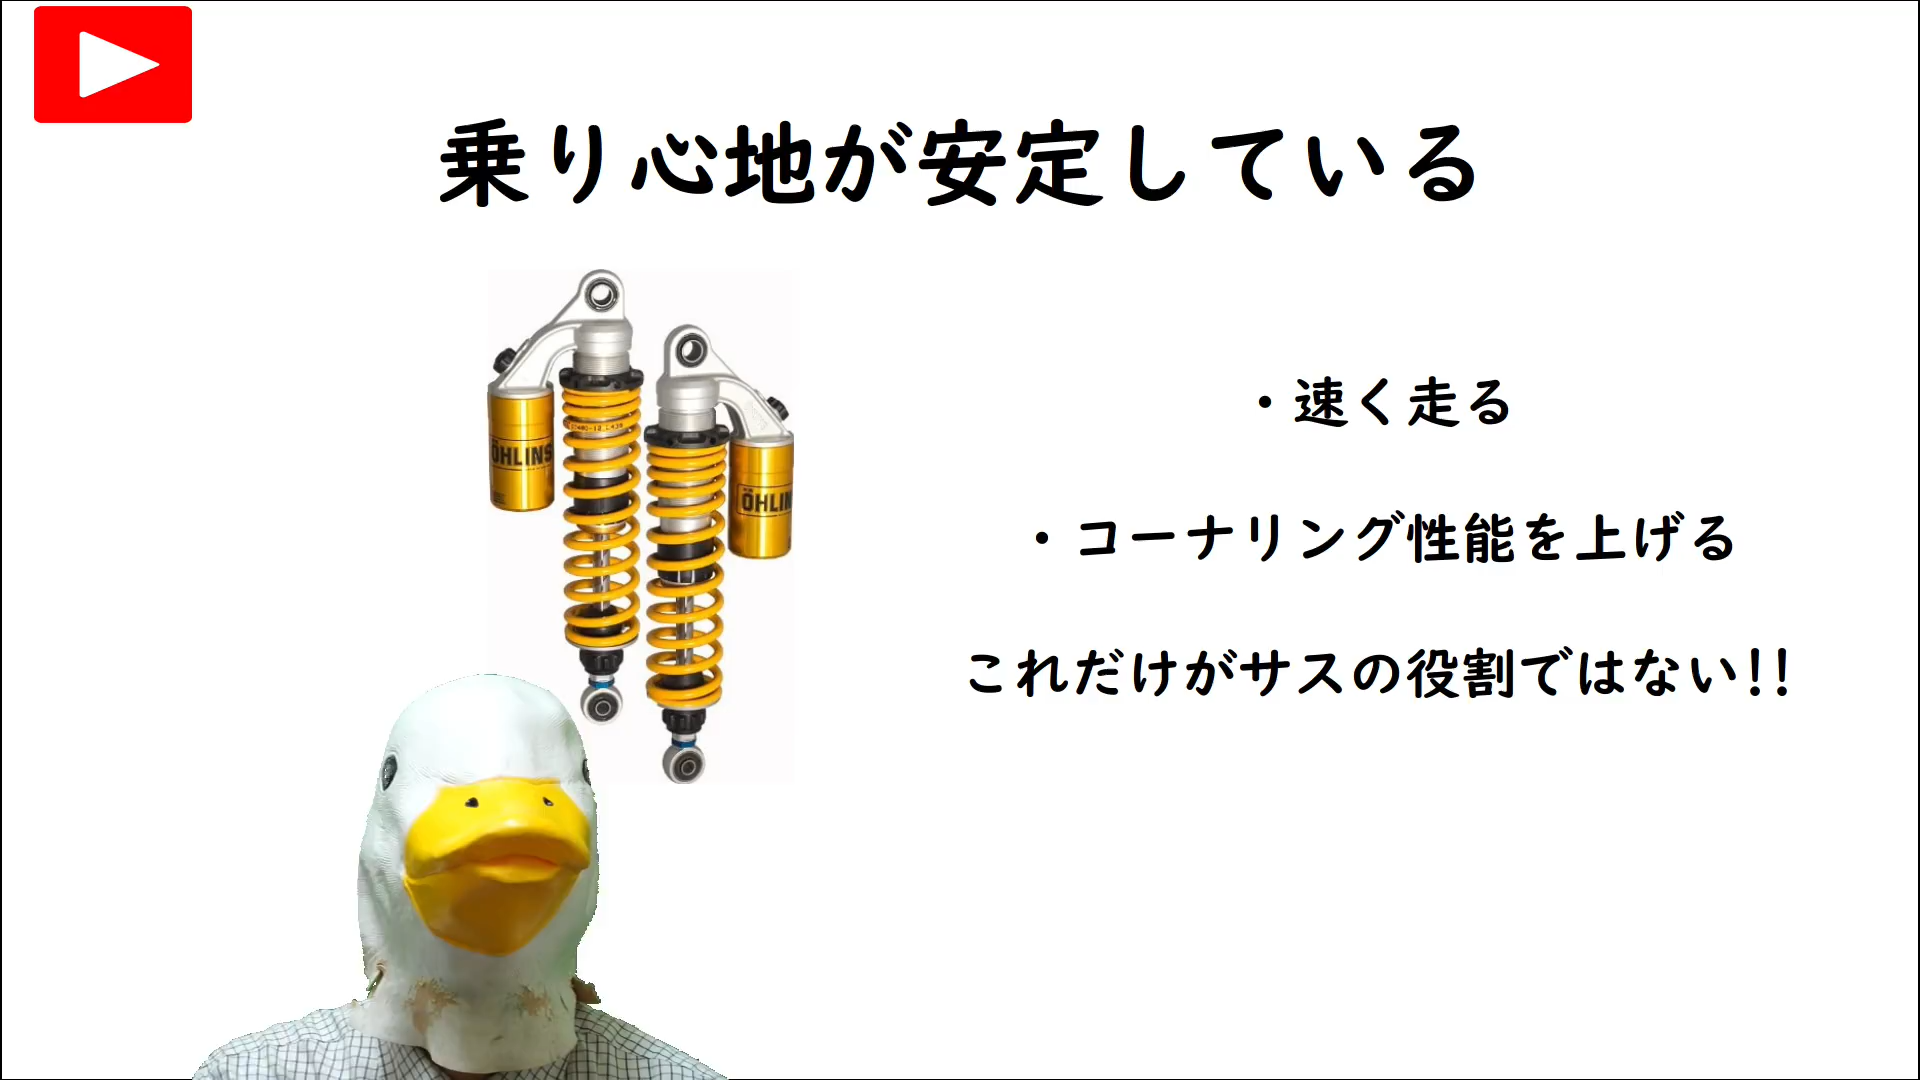 乗り心地が安定している
ÖHLINS
ÖHLIN
・速く走る
・コーナリング性能を上げる
これだけがサスの役割ではない!!